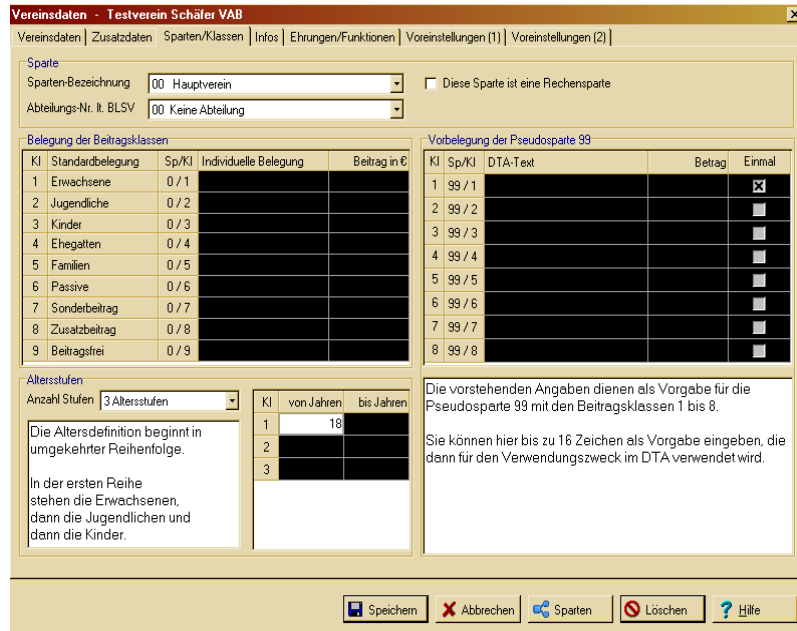 Vereinsdaten - Testverein Schäfer VAB
Vereinsdaten Zusatzdaten Sparten/Klassen Infos Ehrungen/Funktionen Voreinstellungen (1) Voreinstellungen (2)
Sparte
Sparten-Bezeichnung 00 Hauptverein Diese Sparte ist eine Rechensparte
Abteilungs-Nr. lt. BLSV 00 Keine Abteilung
Belegung der Beitragsklassen
Kl Standardbelegung Sp/Kl Individuelle Belegung Beitrag in €
1 Erwachsene 0 / 1
2 Jugendliche 0 / 2
3 Kinder 0 / 3
4 Ehegatten 0 / 4
5 Familien 0 / 5
6 Passive 0 / 6
7 Sonderbeitrag 0 / 7
8 Zusatzbeitrag 0 / 8
9 Beitragsfrei 0 / 9
Vorbelegung der Pseudosparte 99
Kl Sp/Kl DTA-Text Betrag Einmal
1 99 / 1
2 99 / 2
3 99 / 3
4 99 / 4
5 99 / 5
6 99 / 6
7 99 / 7
8 99 / 8
Altersstufen
Anzahl Stufen 3 Altersstufen
Die Altersdefinition beginnt in
umgekehrter Reihenfolge.
In der ersten Reihe
stehen die Erwachsenen,
dann die Jugendlichen und
dann die Kinder.
Kl von Jahren bis Jahren
1 18
2
3
Die vorstehenden Angaben dienen als Vorgabe für die
Pseudosparte 99 mit den Beitragsklassen 1 bis 8.
Sie können hier bis zu 16 Zeichen als Vorgabe eingeben, die
dann für den Verwendungszweck im DTA verwendet wird.
Speichern Abbrechen Sparten Löschen Hilfe